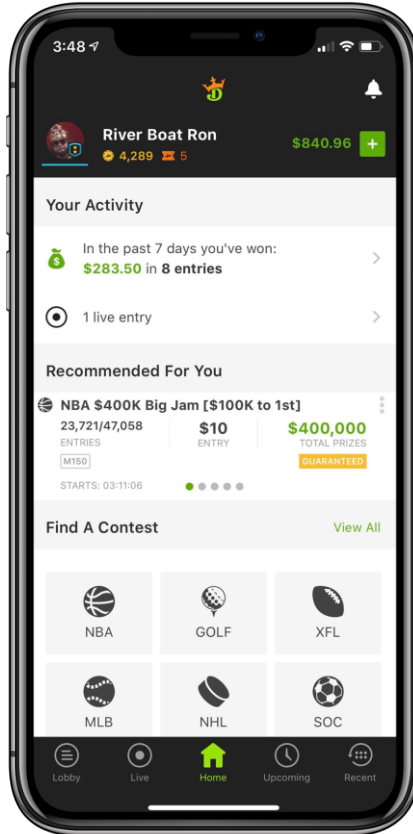 3:48
River Boat Ron
4,289 5
$840.96 +
Your Activity
In the past 7 days you've won:
$283.50 in 8 entries
1 live entry
Recommended For You
NBA $400K Big Jam [$100K to 1st]
23,721/47,058 $10 $400,000
ENTRIES ENTRY TOTAL PRIZES
M150 GUARANTEED
STARTS: 03:11:06
Find A Contest View All
NBA GOLF XFL
MLB NHL SOC
Lobby Live Home Upcoming Recent